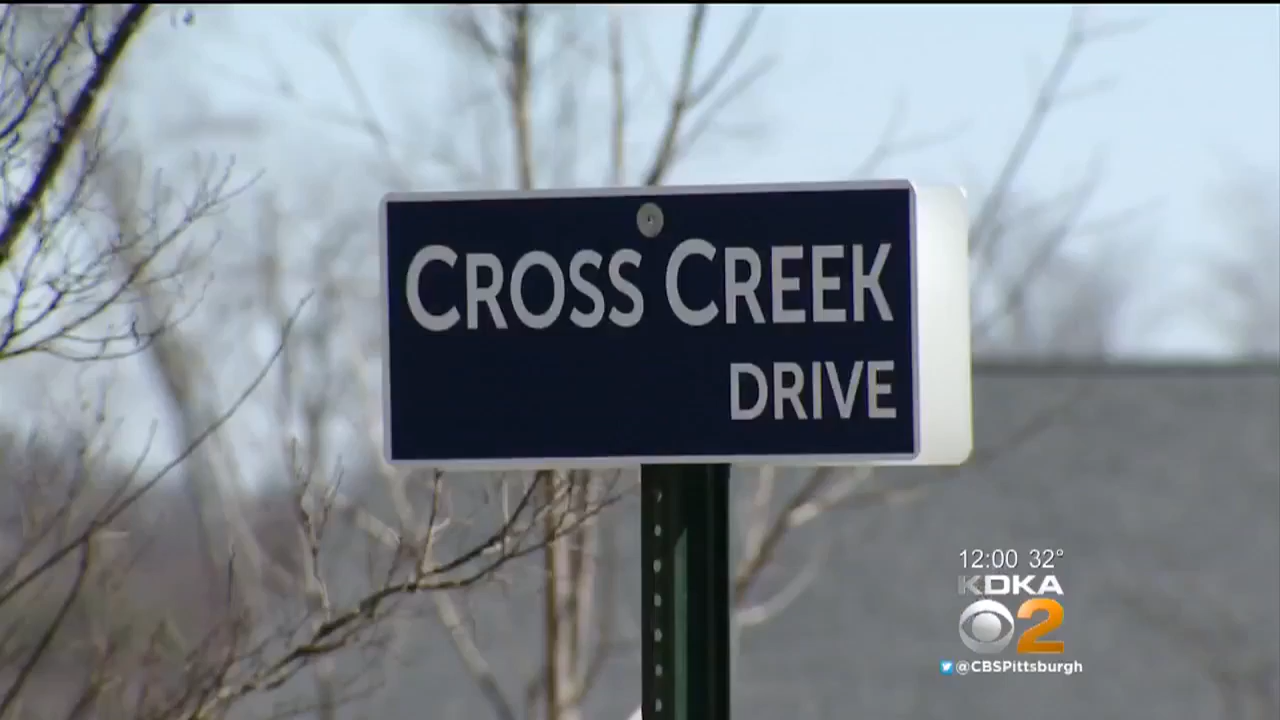 CROSS CREEK
DRIVE
12:00 32°
KDKA
2
@CBSPittsburgh